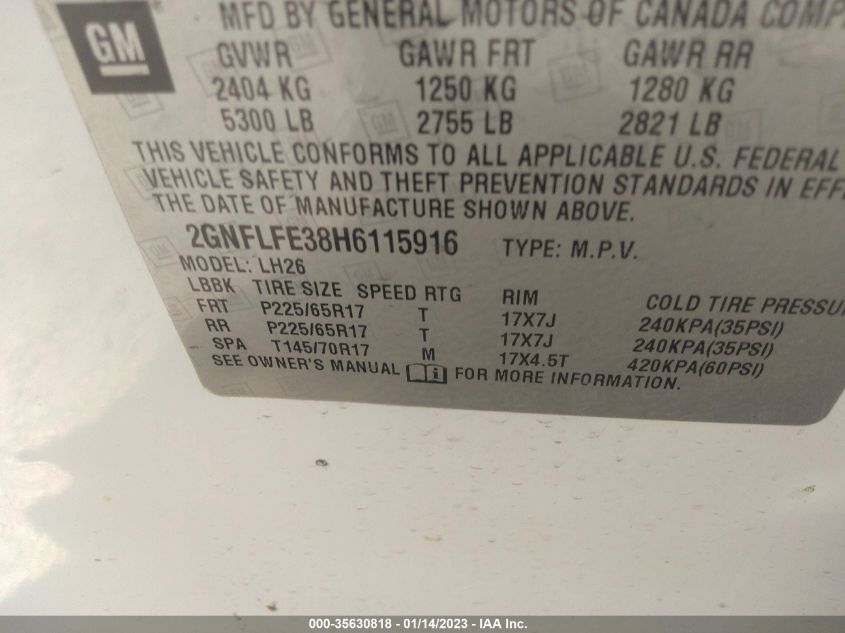 GM
MFD BY GENERAL MOTORS OF CANADA
GVWR GAWR FRT GAWR RR
2404 KG 1250 KG 1280 KG
5300 LB 2755 LB 2821 LB
THIS VEHICLE CONFORMS TO ALL APPLICABLE U.S. FEDERAL
VEHICLE SAFETY AND THEFT PREVENTION STANDARDS IN
THE DATE OF MANUFACTURE SHOWN ABOVE.
2GNFLFE38H6115916 TYPE: M.P.V.
MODEL: LH26
LBBK TIRE SIZE SPEED RTG RIM COLD TIRE
FRT P225/65R17 T 17X7J 240KPA(35PSI)
RR P225/65R17 T 17X7J 240KPA(35PSI)
SPA T145/70R17 M 17X4.5T 420KPA(60PSI)
SEE OWNER'S MANUAL i FOR MORE INFORMATION.
000-35630818 - 01/14/2023 - IAA Inc.